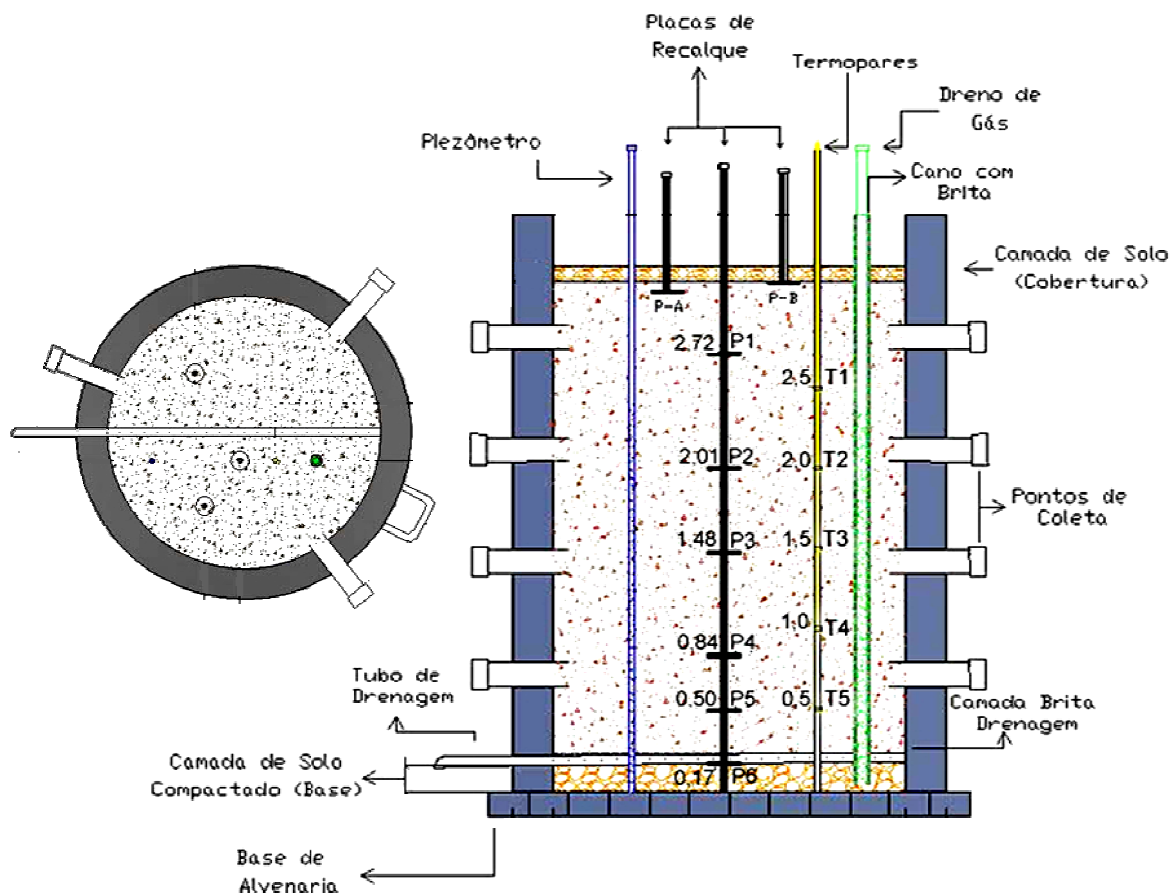 Placas de
Recalque
Termopares
Dreno de
Gás
Piezômetro
Cano com
Brita
Camada de Solo
(Cobertura)
P-A
P-B
2.72 P1
2.5 T1
2.01 P2
2.0 T2
Pontos de
Coleta
1.48 P3
1.5 T3
1.0 T4
0.84 P4
Tubo de
Drenagem
0.50 P5
0.5 T5
Camada Brita
Drenagem
Camada de Solo
Compactado (Base)
0.17 P6
Base de
Alvenaria